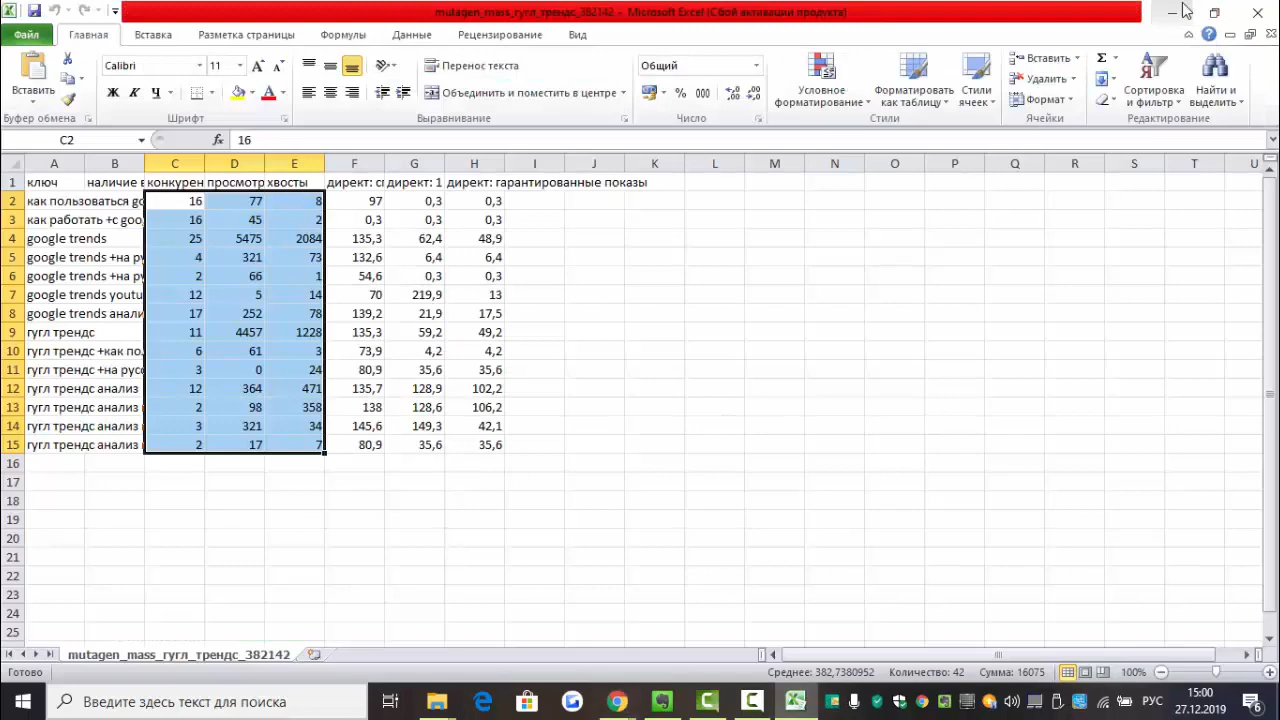 mutagen_mass_гугл_трендс_382142 - Microsoft Excel (Сбой активации продукта)
Файл Главная Вставка Разметка страницы Формулы Данные Рецензирование Вид
Вставить
Calibri 11
Ж К Ч
Перенос текста
Объединить и поместить в центре
Общий
% 000
Условное форматирование
Форматировать как таблицу
Стили ячеек
Вставить
Удалить
Формат
Сортировка и фильтр
Найти и выделить
Буфер обмена Шрифт Выравнивание Число Стили Ячейки Редактирование
C2 fx 16
A B C D E F G H I J K L M N O P Q R S T U
1 ключ наличие в конкурен просмотр хвосты директ: сп директ: 1 директ: гарантированные показы
2 как пользоваться go 16 77 8 97 0,3 0,3
3 как работать +с goo 16 45 2 0,3 0,3 0,3
4 google trends 25 5475 2084 135,3 62,4 48,9
5 google trends +на ру 4 321 73 132,6 6,4 6,4
6 google trends +на ру 2 66 1 54,6 0,3 0,3
7 google trends youtu 12 5 14 70 219,9 13
8 google trends анали 17 252 78 139,2 21,9 17,5
9 гугл трендс 11 4457 1228 135,3 59,2 49,2
10 гугл трендс +как по 6 61 3 73,9 4,2 4,2
11 гугл трендс +на русс 3 0 24 80,9 35,6 35,6
12 гугл трендс анализ 12 364 471 135,7 128,9 102,2
13 гугл трендс анализ 2 98 358 138 128,6 106,2
14 гугл трендс анализ 3 321 34 145,6 149,3 42,1
15 гугл трендс анализ 2 17 7 80,9 35,6 35,6
16
17
18
19
20
21
22
23
24
25
mutagen_mass_гугл_трендс_382142
Готово Среднее: 382,7380952 Количество: 42 Сумма: 16075 100%
Введите здесь текст для поиска
РУС
15:00
27.12.2019
6